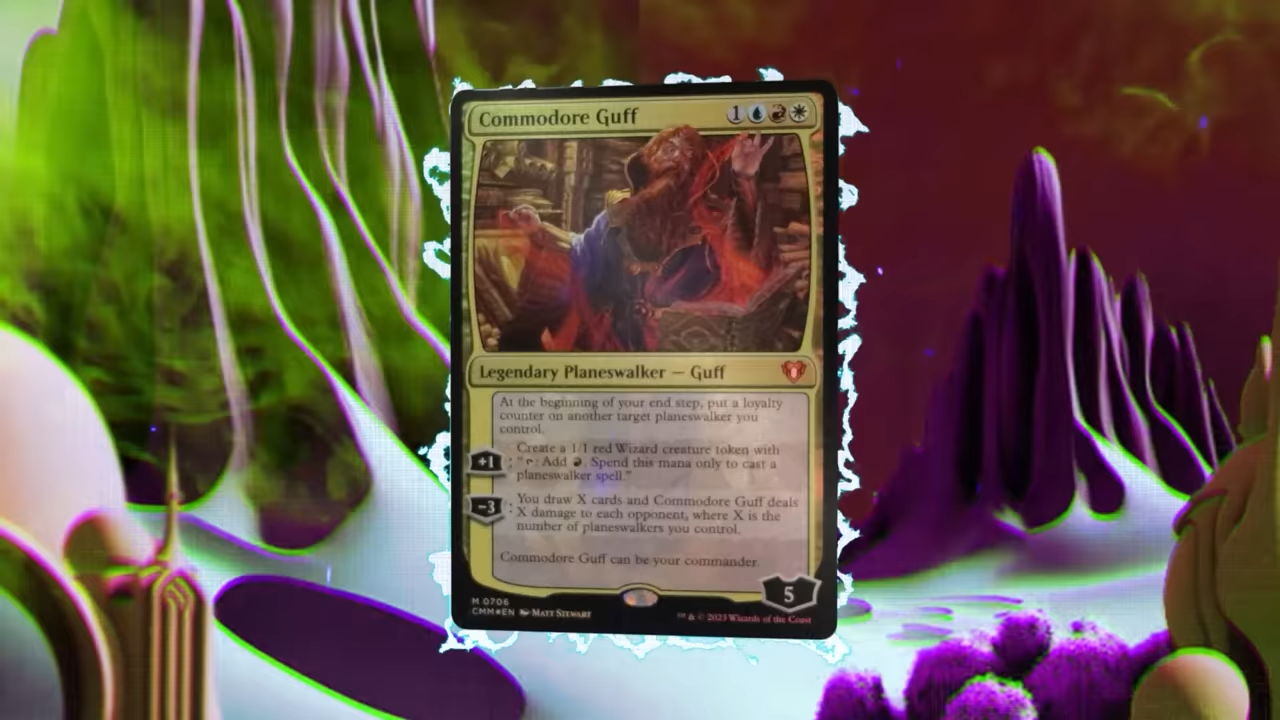 Commodore Guff 1
Legendary Planeswalker — Guff
At the beginning of your end step, put a loyalty
counter on another target planeswalker you
control.
+1 : Create a 1/1 red Wizard creature token with
": Add . Spend this mana only to cast a
planeswalker spell."
-3 : You draw X cards and Commodore Guff deals
X damage to each opponent, where X is the
number of planeswalkers you control.
Commodore Guff can be your commander.
5
M 0706
CMM★EN Matt Stewart
™ & © 2023 Wizards of the Coast